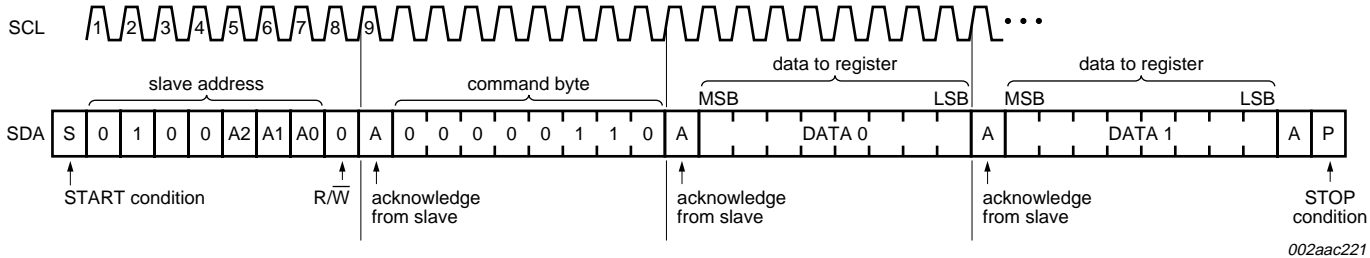 SCL 1 2 3 4 5 6 7 8 9 • • •
slave address command byte data to register data to register
MSB LSB MSB LSB
SDA S 0 1 0 0 A2 A1 A0 0 A 0 0 0 0 0 1 1 0 A DATA 0 A DATA 1 A P
START condition R/W̅ acknowledge from slave acknowledge from slave acknowledge from slave STOP condition
002aac221